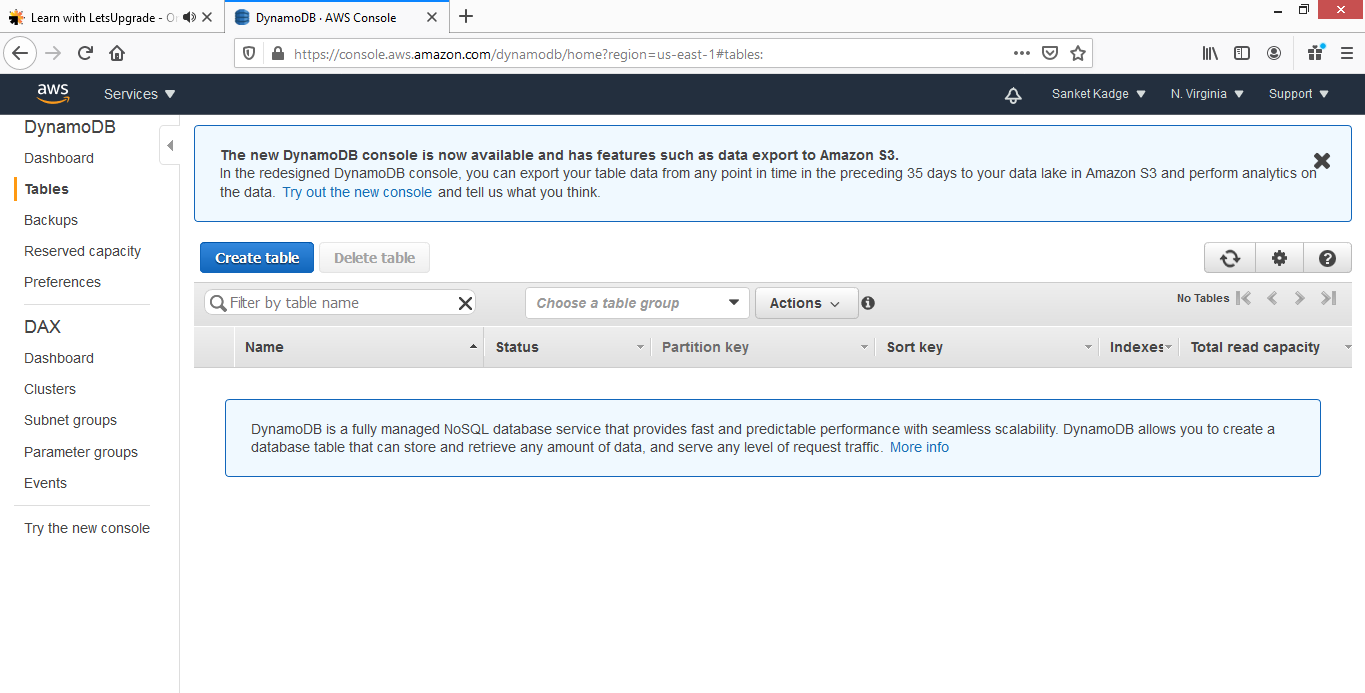 Learn with LetsUpgrade - O
DynamoDB · AWS Console
https://console.aws.amazon.com/dynamodb/home?region=us-east-1#tables:
aws
Services
Sanket Kadge
N. Virginia
Support
DynamoDB
Dashboard
Tables
Backups
Reserved capacity
Preferences
DAX
Dashboard
Clusters
Subnet groups
Parameter groups
Events
Try the new console
The new DynamoDB console is now available and has features such as data export to Amazon S3.
In the redesigned DynamoDB console, you can export your table data from any point in time in the preceding 35 days to your data lake in Amazon S3 and perform analytics on
the data. Try out the new console and tell us what you think.
Create table
Delete table
Filter by table name
Choose a table group
Actions
No Tables
Name
Status
Partition key
Sort key
Indexes
Total read capacity
DynamoDB is a fully managed NoSQL database service that provides fast and predictable performance with seamless scalability. DynamoDB allows you to create a
database table that can store and retrieve any amount of data, and serve any level of request traffic. More info